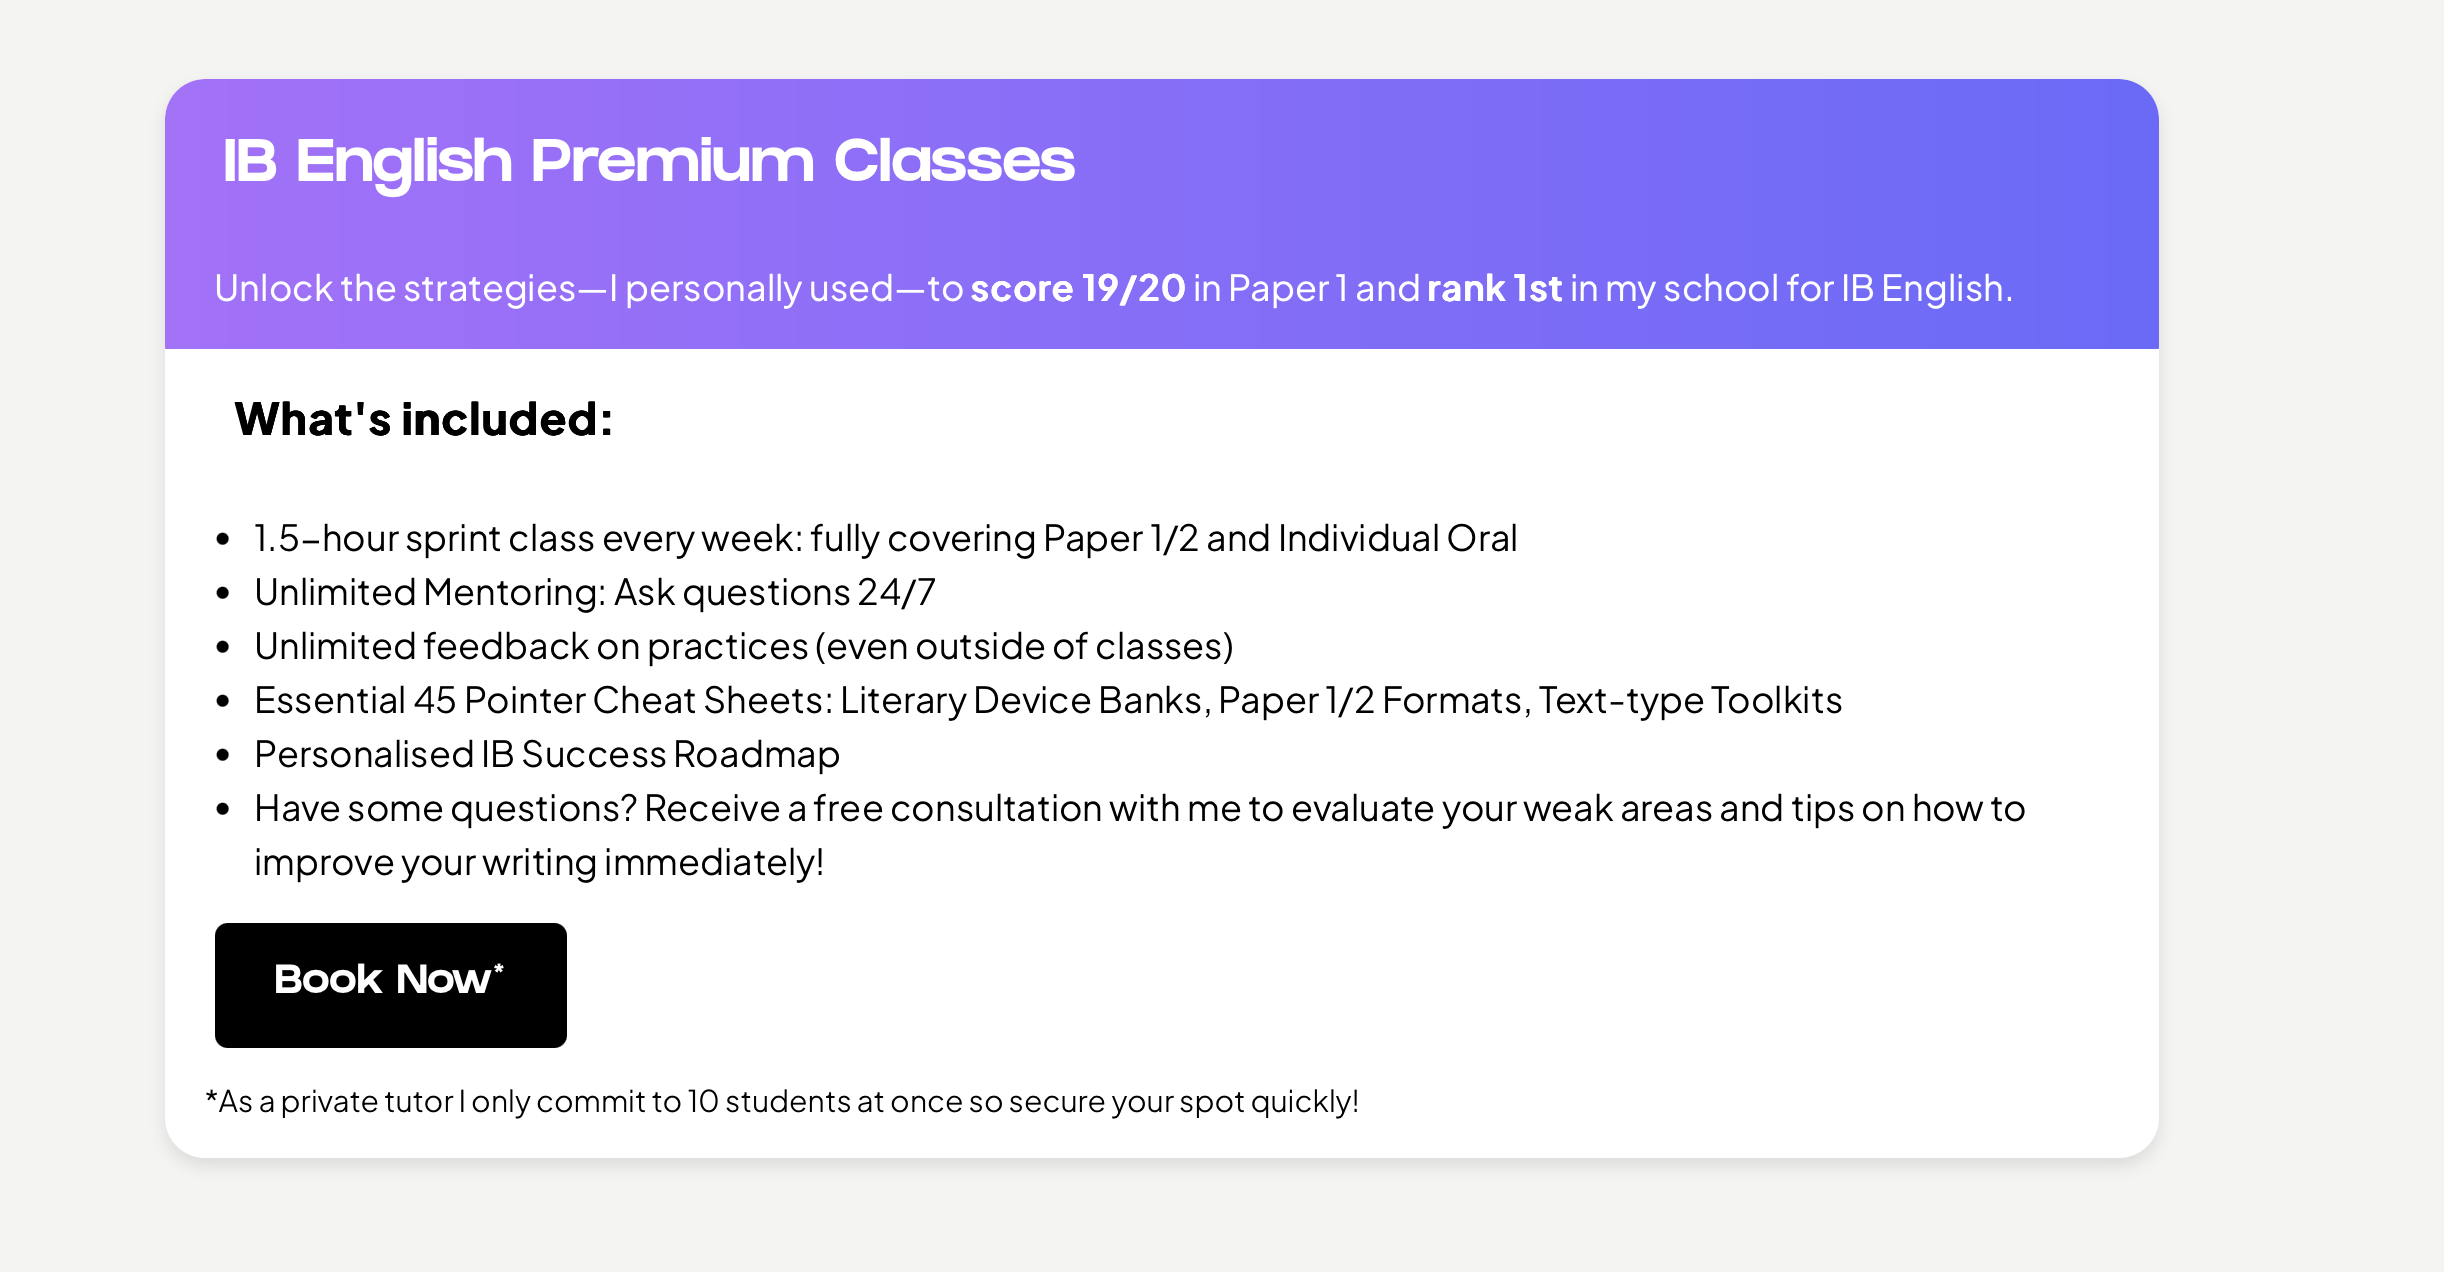 IB English Premium Classes
Unlock the strategies—I personally used—to score 19/20 in Paper 1 and rank 1st in my school for IB English.
What's included:
• 1.5–hour sprint class every week: fully covering Paper 1/2 and Individual Oral
• Unlimited Mentoring: Ask questions 24/7
• Unlimited feedback on practices (even outside of classes)
• Essential 45 Pointer Cheat Sheets: Literary Device Banks, Paper 1/2 Formats, Text-type Toolkits
• Personalised IB Success Roadmap
• Have some questions? Receive a free consultation with me to evaluate your weak areas and tips on how to
improve your writing immediately!
Book Now*
*As a private tutor I only commit to 10 students at once so secure your spot quickly!